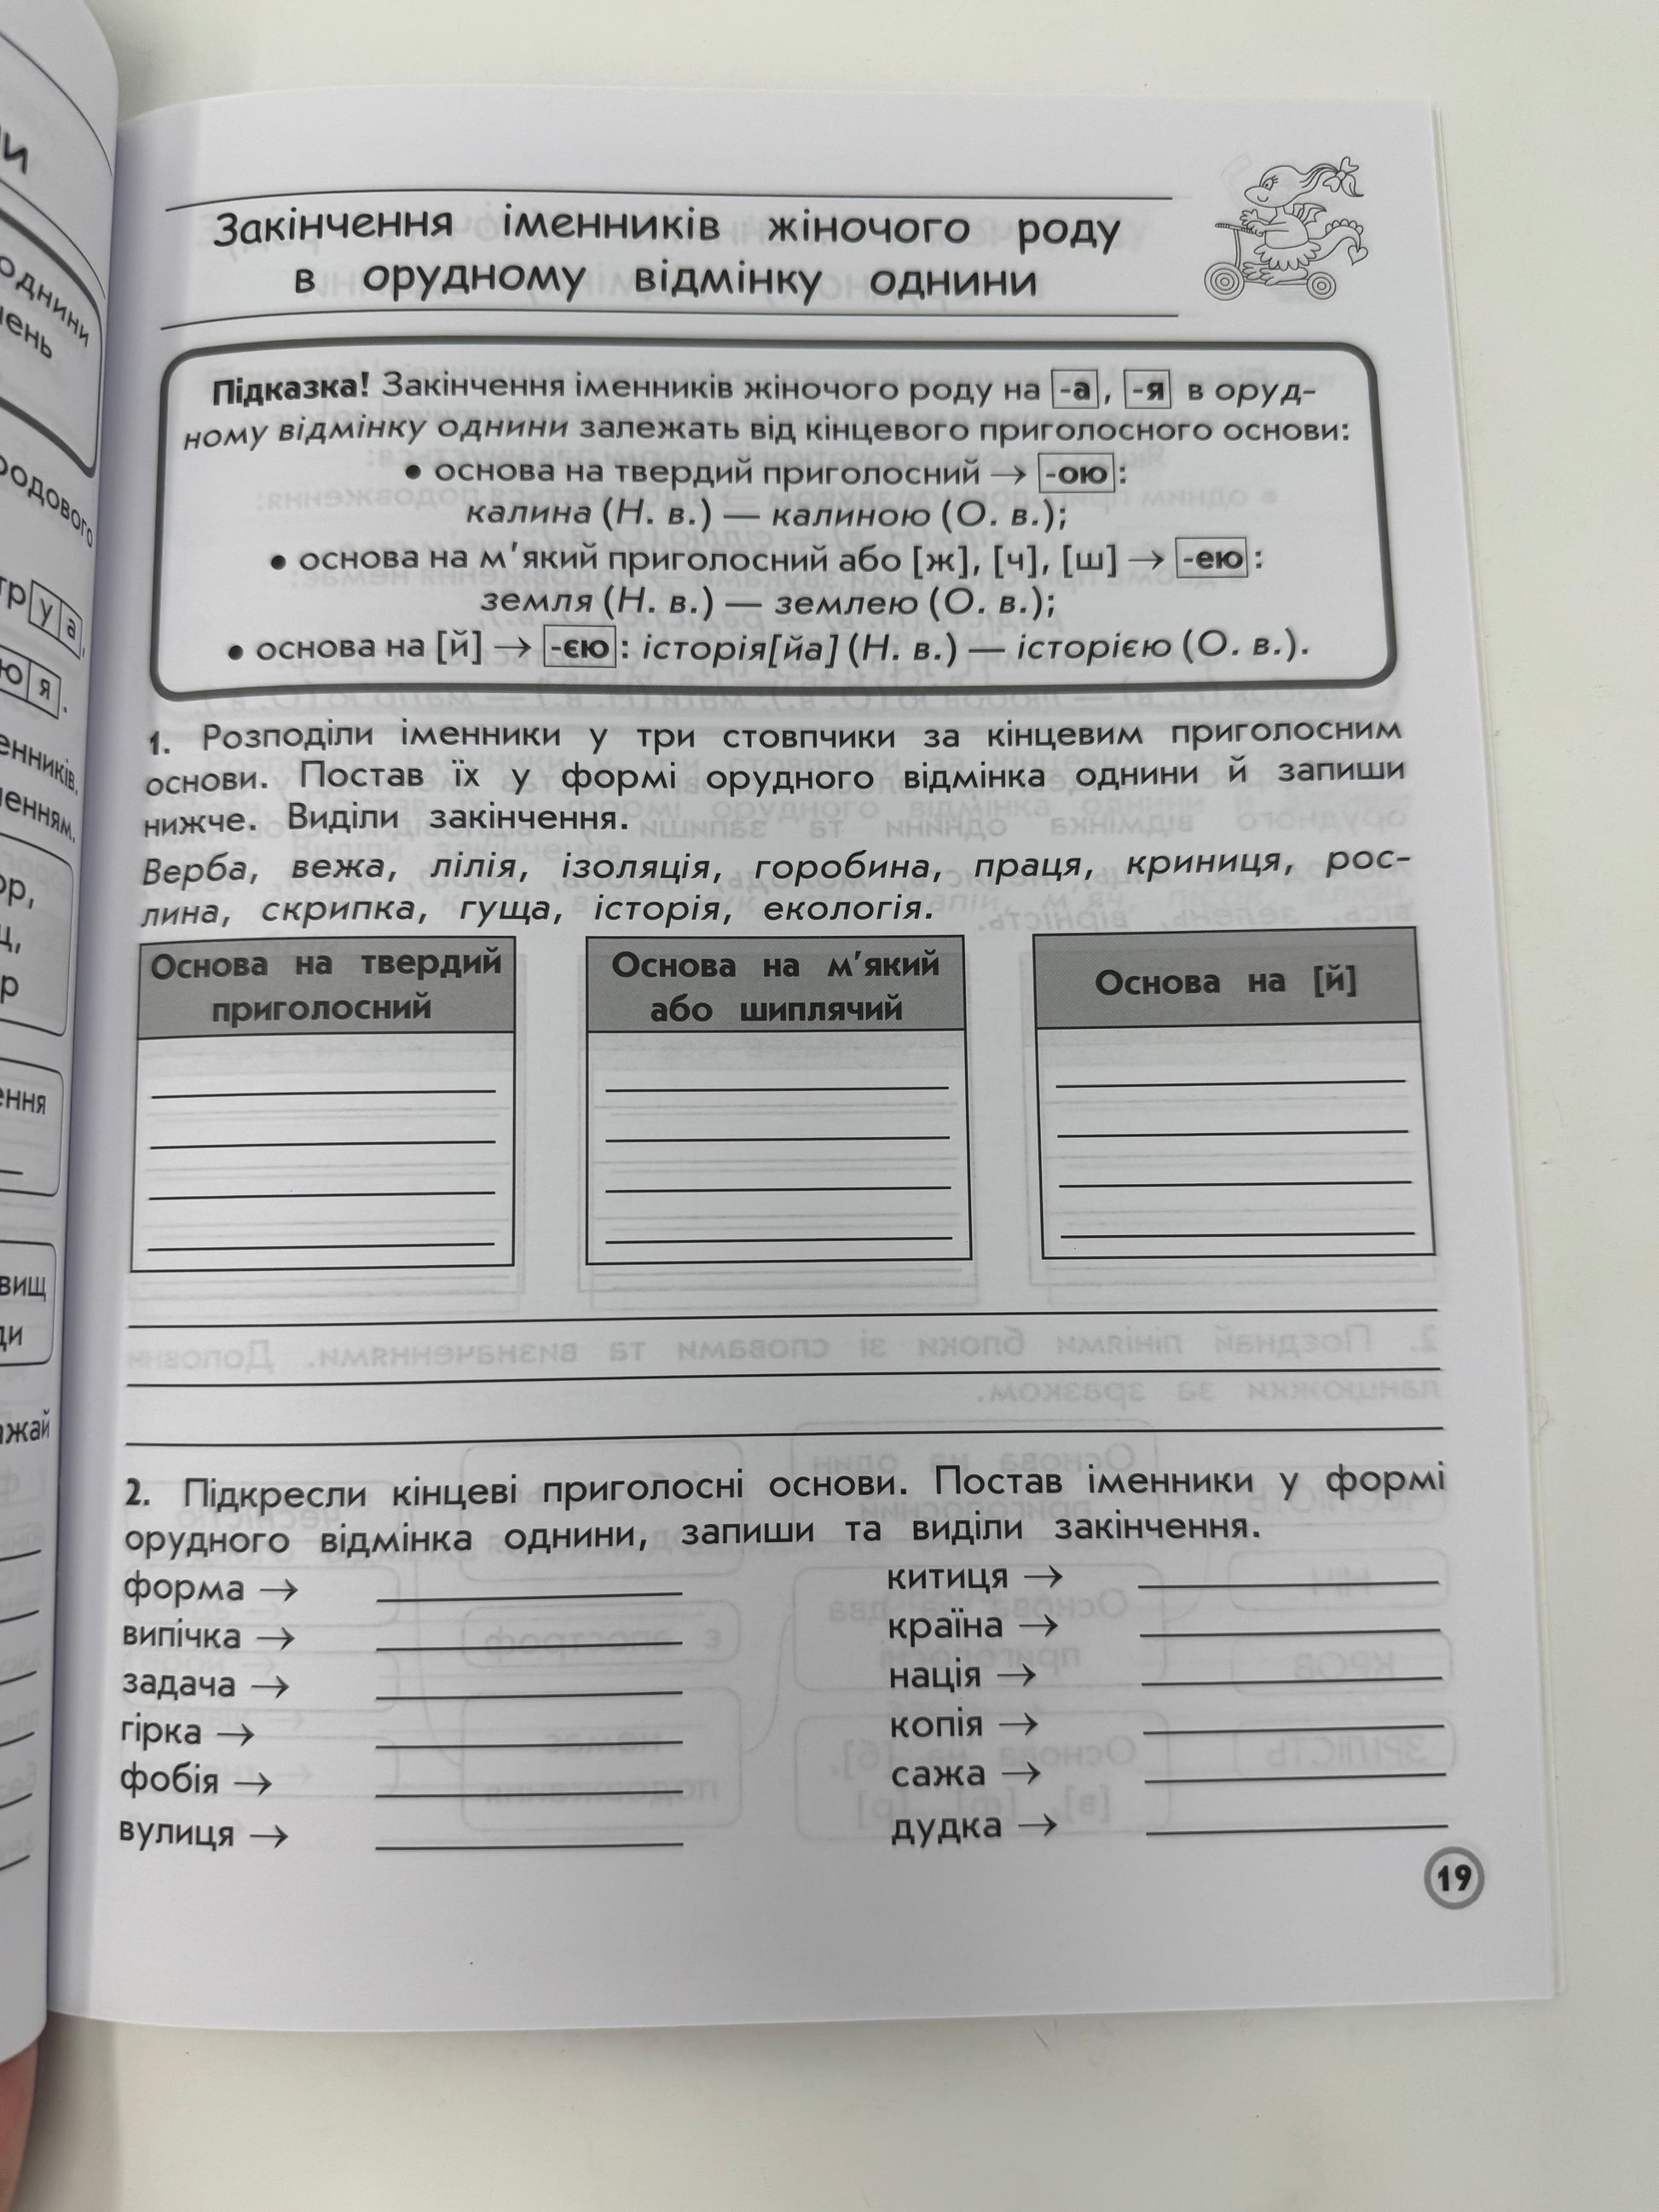 Закінчення іменників жіночого роду
в орудному відмінку однини
Підказка! Закінчення іменників жіночого роду на -а, -я в оруд-
ному відмінку однини залежать від кінцевого приголосного основи:
• основа на твердий приголосний → -ою:
калина (Н. в.) — калиною (О. в.);
• основа на м'який приголосний або [ж], [ч], [ш] → -ею:
земля (Н. в.) — землею (О. в.);
• основа на [й] → -єю: історія[йа] (Н. в.) — історією (О. в.).
1. Розподіли іменники у три стовпчики за кінцевим приголосним
основи. Постав їх у формі орудного відмінка однини й запиши
нижче. Виділи закінчення.
Верба, вежа, лілія, ізоляція, горобина, праця, криниця, рос-
лина, скрипка, гуща, історія, екологія.
Основа на твердий
приголосний
Основа на м'який
або шиплячий
Основа на [й]
2. Підкресли кінцеві приголосні основи. Постав іменники у формі
орудного відмінка однини, запиши та виділи закінчення.
форма →
випічка →
задача →
гірка →
фобія →
вулиця →
китиця →
країна →
нація →
копія →
сажа →
дудка →
19